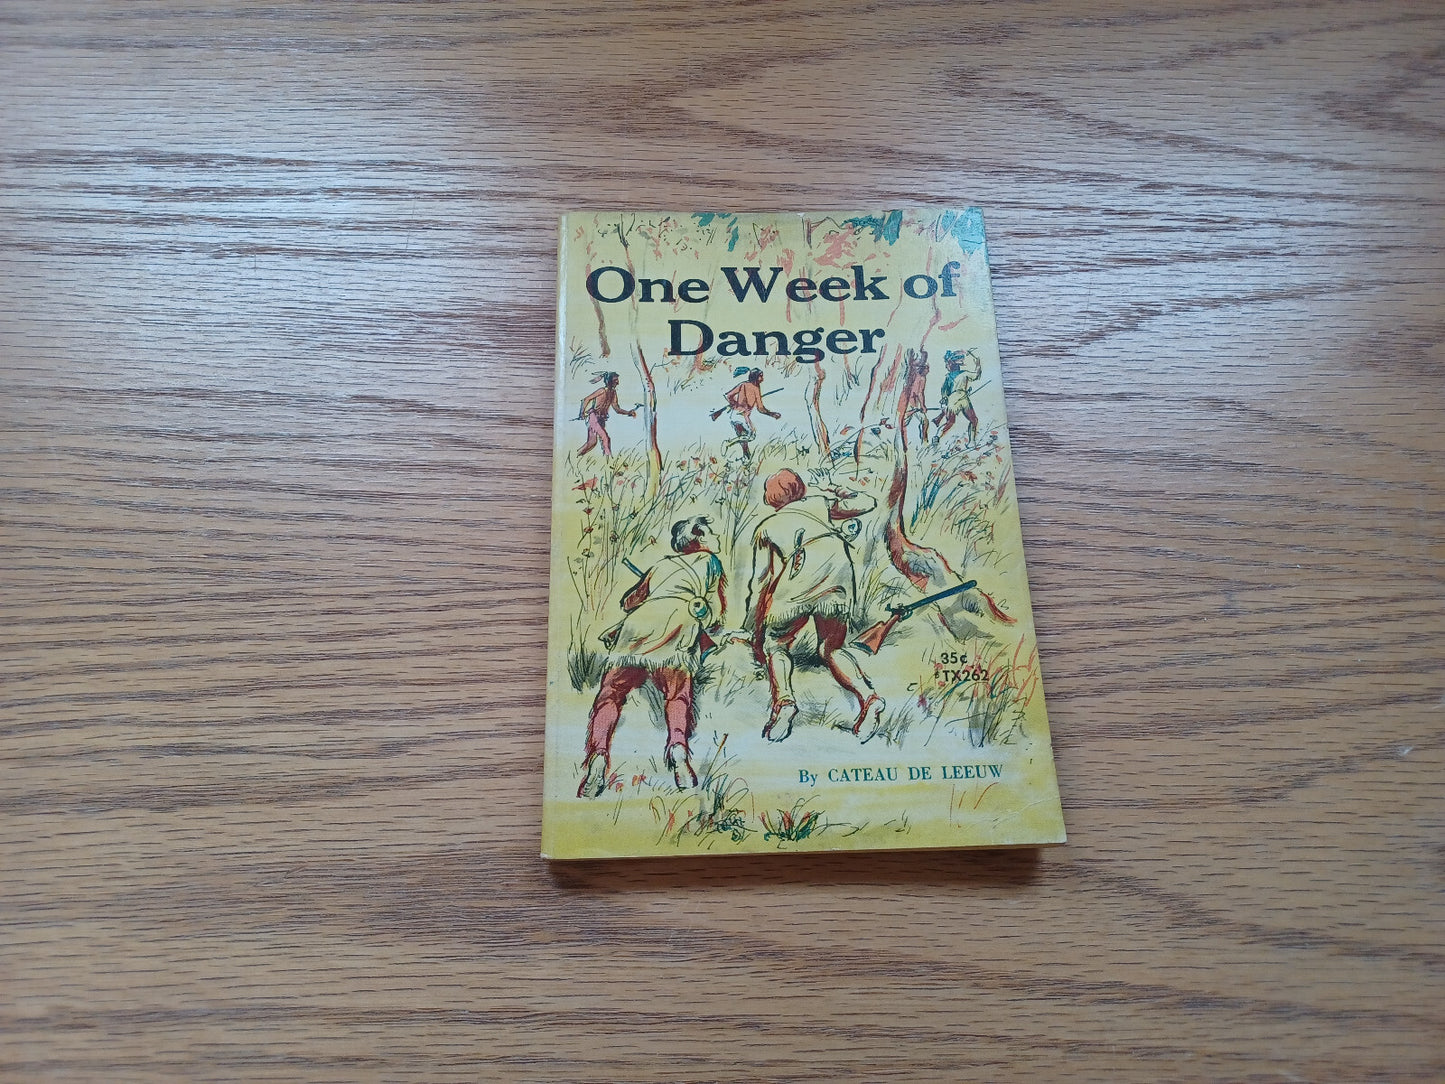 One Week of
Danger
35¢
TX262
By CATEAU DE LEEUW